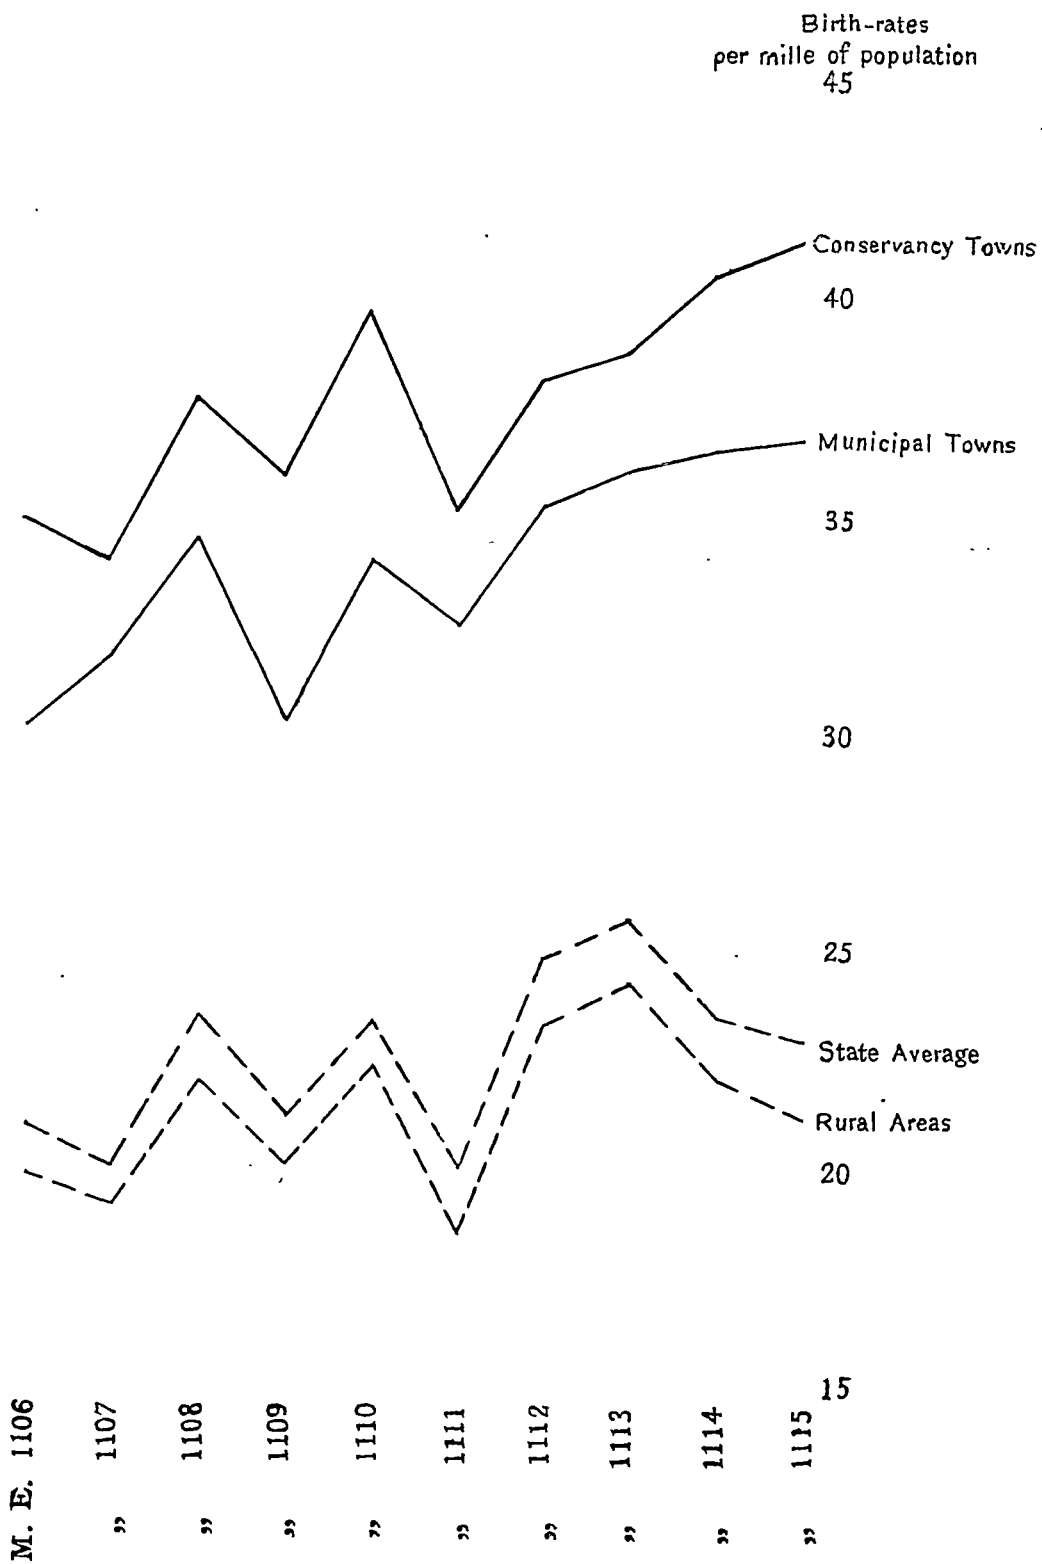 Birth-rates
per mille of population
45
Conservancy Towns
40
Municipal Towns
35
30
25
State Average
Rural Areas
20
15
M. E. 1106
1107 "
1108 "
1109 "
1110 "
1111 "
1112 "
1113 "
1114 "
1115 "